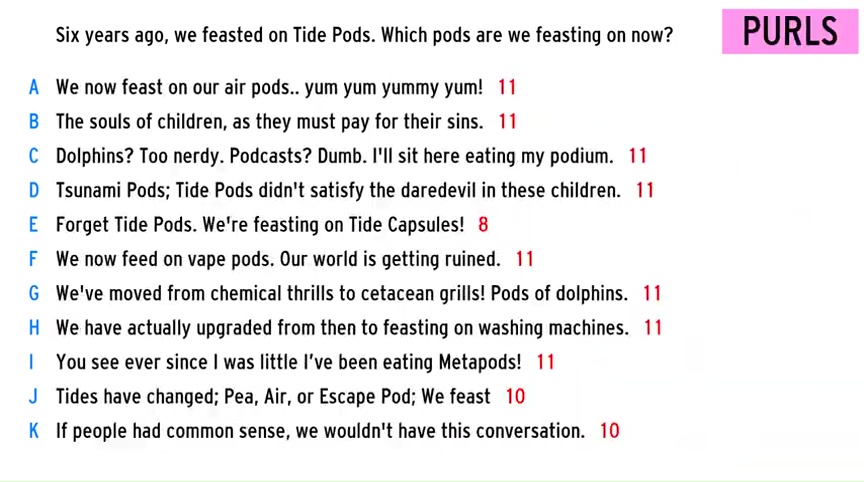 Six years ago, we feasted on Tide Pods. Which pods are we feasting on now?
PURLS
A We now feast on our air pods.. yum yum yummy yum! 11
B The souls of children, as they must pay for their sins. 11
C Dolphins? Too nerdy. Podcasts? Dumb. I'll sit here eating my podium. 11
D Tsunami Pods; Tide Pods didn't satisfy the daredevil in these children. 11
E Forget Tide Pods. We're feasting on Tide Capsules! 8
F We now feed on vape pods. Our world is getting ruined. 11
G We've moved from chemical thrills to cetacean grills! Pods of dolphins. 11
H We have actually upgraded from then to feasting on washing machines. 11
I You see ever since I was little I've been eating Metapods! 11
J Tides have changed; Pea, Air, or Escape Pod; We feast 10
K If people had common sense, we wouldn't have this conversation. 10